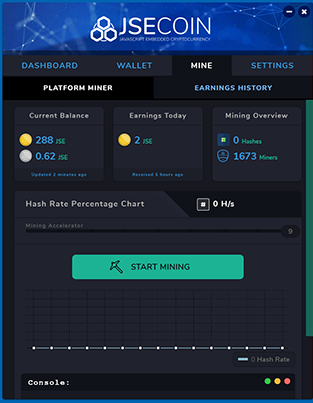 JSECOIN
JAVASCRIPT EMBEDDED CRYPTOCURRENCY
DASHBOARD WALLET MINE SETTINGS
PLATFORM MINER EARNINGS HISTORY
Current Balance Earnings Today Mining Overview
288 JSE 2 JSE 0 Hashes
0.62 JSE 1673 Miners
Updated 2 minutes ago Received 5 hours ago
Hash Rate Percentage Chart # 0 H/s
Mining Accelerator 9
START MINING
0 Hash Rate
Console: